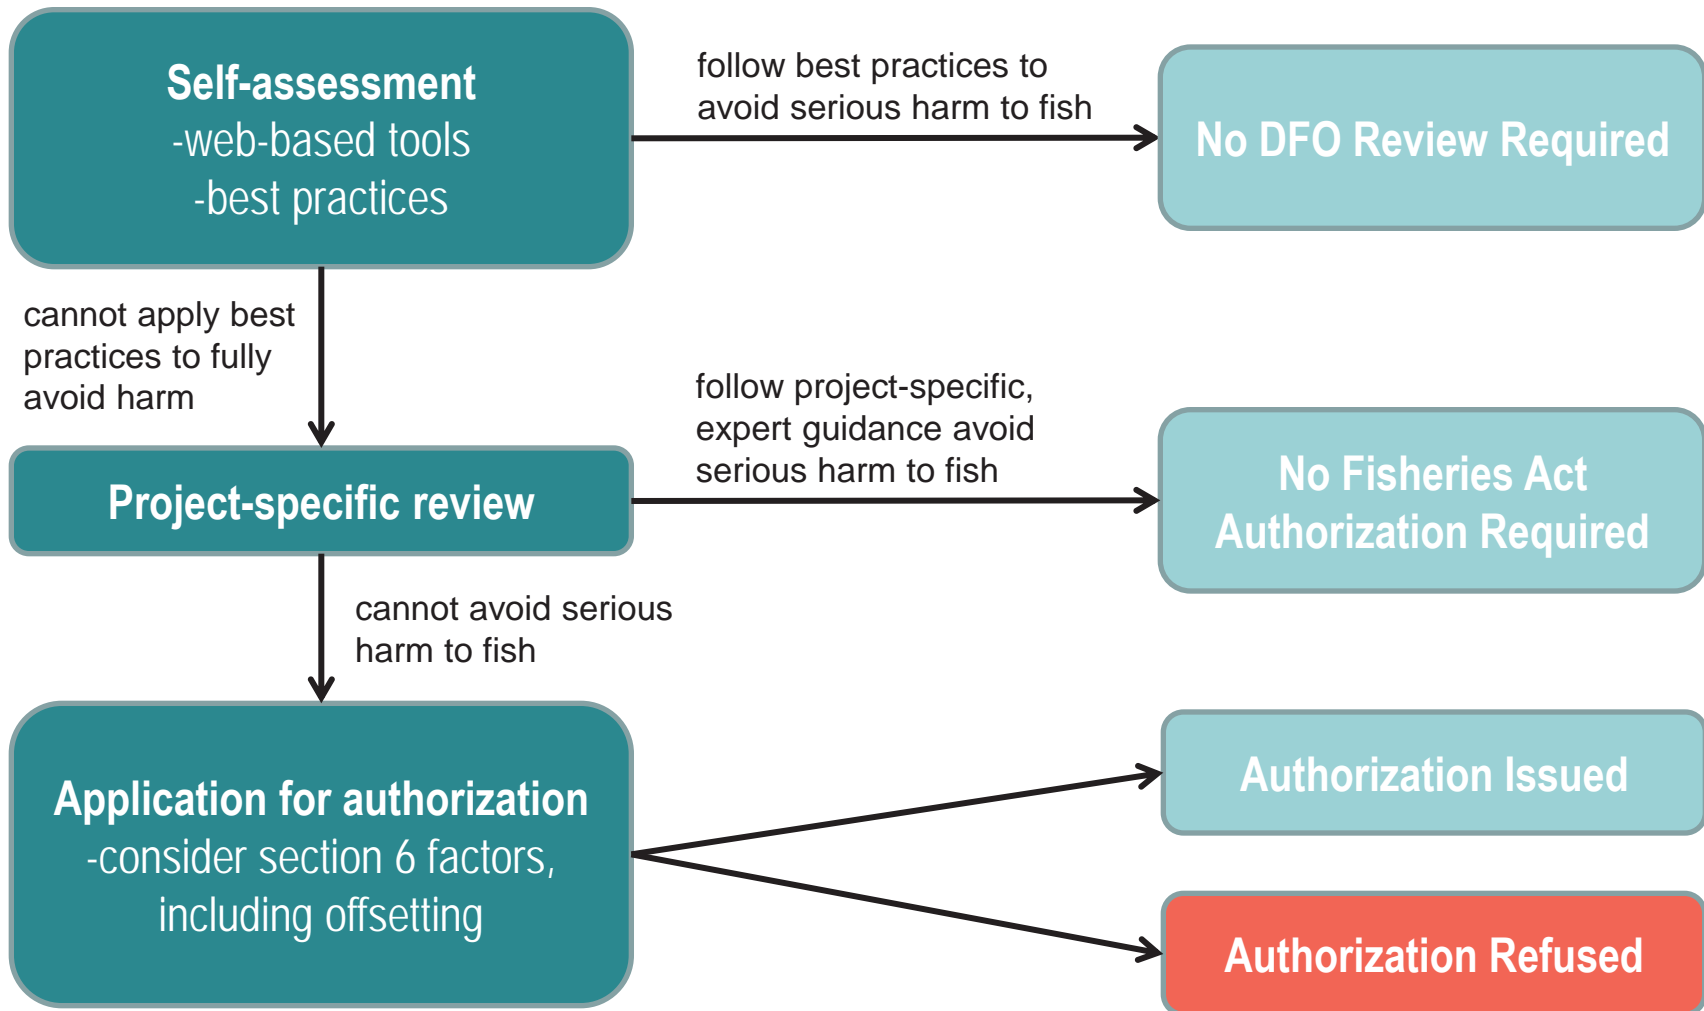 Self-assessment
-web-based tools
-best practices
follow best practices to
avoid serious harm to fish
No DFO Review Required
cannot apply best
practices to fully
avoid harm
Project-specific review
follow project-specific,
expert guidance avoid
serious harm to fish
No Fisheries Act
Authorization Required
cannot avoid serious
harm to fish
Application for authorization
-consider section 6 factors,
including offsetting
Authorization Issued
Authorization Refused